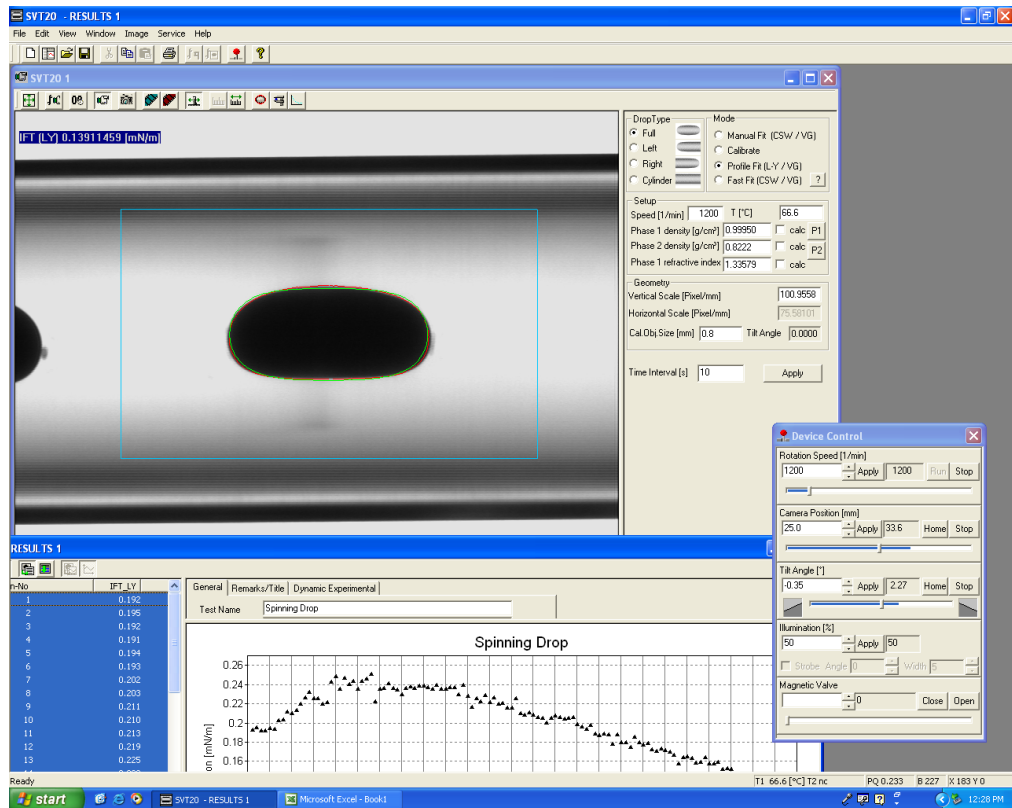 SVT20 - RESULTS 1
File Edit View Window Image Service Help
SVT20 1
IFT (LY) 0.13911459 [mN/m]
DropType
Full
Left
Right
Cylinder
Mode
Manual Fit (CSW / VG)
Calibrate
Profile Fit (L-Y / VG)
Fast Fit (CSW / VG) ?
Setup
Speed [1/min] 1200 T [°C] 66.6
Phase 1 density [g/cm³] 0.99950 calc P1
Phase 2 density [g/cm³] 0.8222 calc P2
Phase 1 refractive index 1.33579 calc
Geometry
Vertical Scale [Pixel/mm] 100.9558
Horizontal Scale [Pixel/mm] 75.58101
Cal.Obj.Size [mm] 0.8 Tilt Angle 0.0000
Time Interval [s] 10 Apply
Device Control
Rotation Speed [1/min]
1200 Apply 1200 Run Stop
Camera Position [mm]
25.0 Apply 33.6 Home Stop
Tilt Angle [°]
-0.35 Apply 2.27 Home Stop
Illumination [%]
50 Apply 50
Strobe Angle 0 Width 5
Magnetic Valve
0 Close Open
RESULTS 1
n-No IFT_LY
1 0.192
2 0.195
3 0.192
4 0.191
5 0.194
6 0.193
7 0.202
8 0.203
9 0.211
10 0.210
11 0.213
12 0.219
13 0.225
General Remarks/Title Dynamic Experimental
Test Name Spinning Drop
Spinning Drop
0.26
0.24
0.22
0.2
0.18
0.16
on [mN/m]
Ready T1 66.6 [°C] T2 nc PQ 0.233 B 227 X 183 Y 0
start SVT20 - RESULTS 1 Microsoft Excel - Book1 12:28 PM